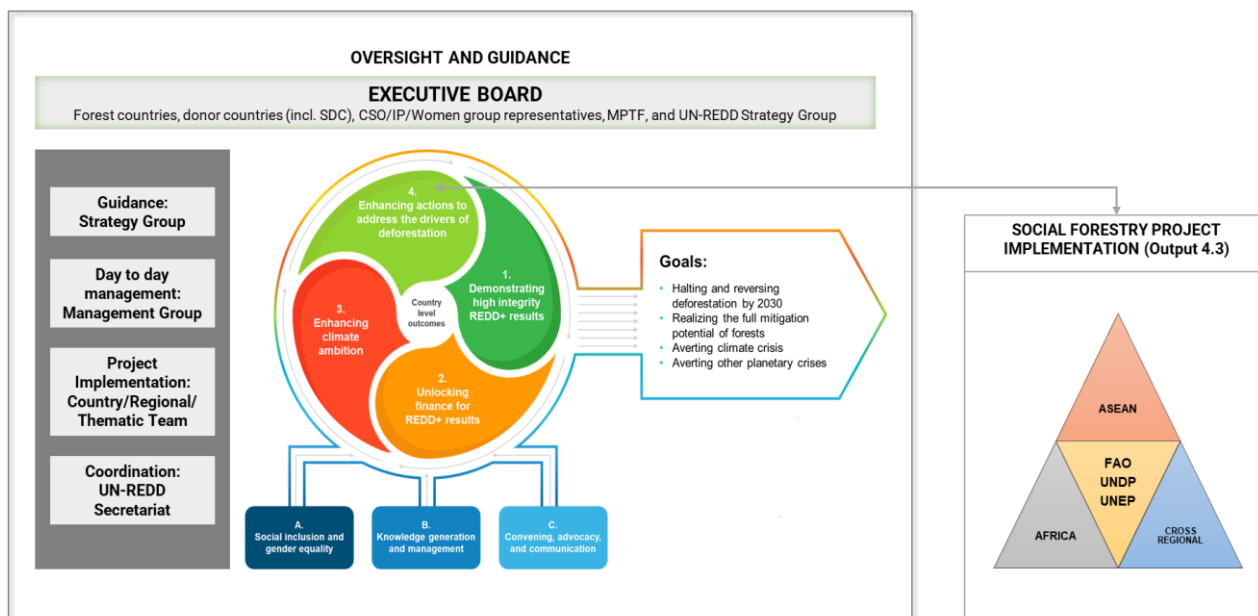 OVERSIGHT AND GUIDANCE
EXECUTIVE BOARD
Forest countries, donor countries (incl. SDC), CSO/IP/Women group representatives, MPTF, and UN-REDD Strategy Group
Guidance:
Strategy Group
Day to day
management:
Management Group
Project
Implementation:
Country/Regional/
Thematic Team
Coordination:
UN-REDD
Secretariat
4.
Enhancing actions to
address the drivers of
deforestation
1.
Demonstrating
high integrity
REDD+ results
Country
level
outcomes
3.
Enhancing
climate
ambition
2.
Unlocking
finance for
REDD+ results
A.
Social inclusion and
gender equality
B.
Knowledge generation
and management
C.
Convening, advocacy,
and communication
Goals:
• Halting and reversing
deforestation by 2030
• Realizing the full mitigation
potential of forests
• Averting climate crisis
• Averting other planetary crises
SOCIAL FORESTRY PROJECT
IMPLEMENTATION (Output 4.3)
ASEAN
FAO
UNDP
UNEP
AFRICA
CROSS
REGIONAL